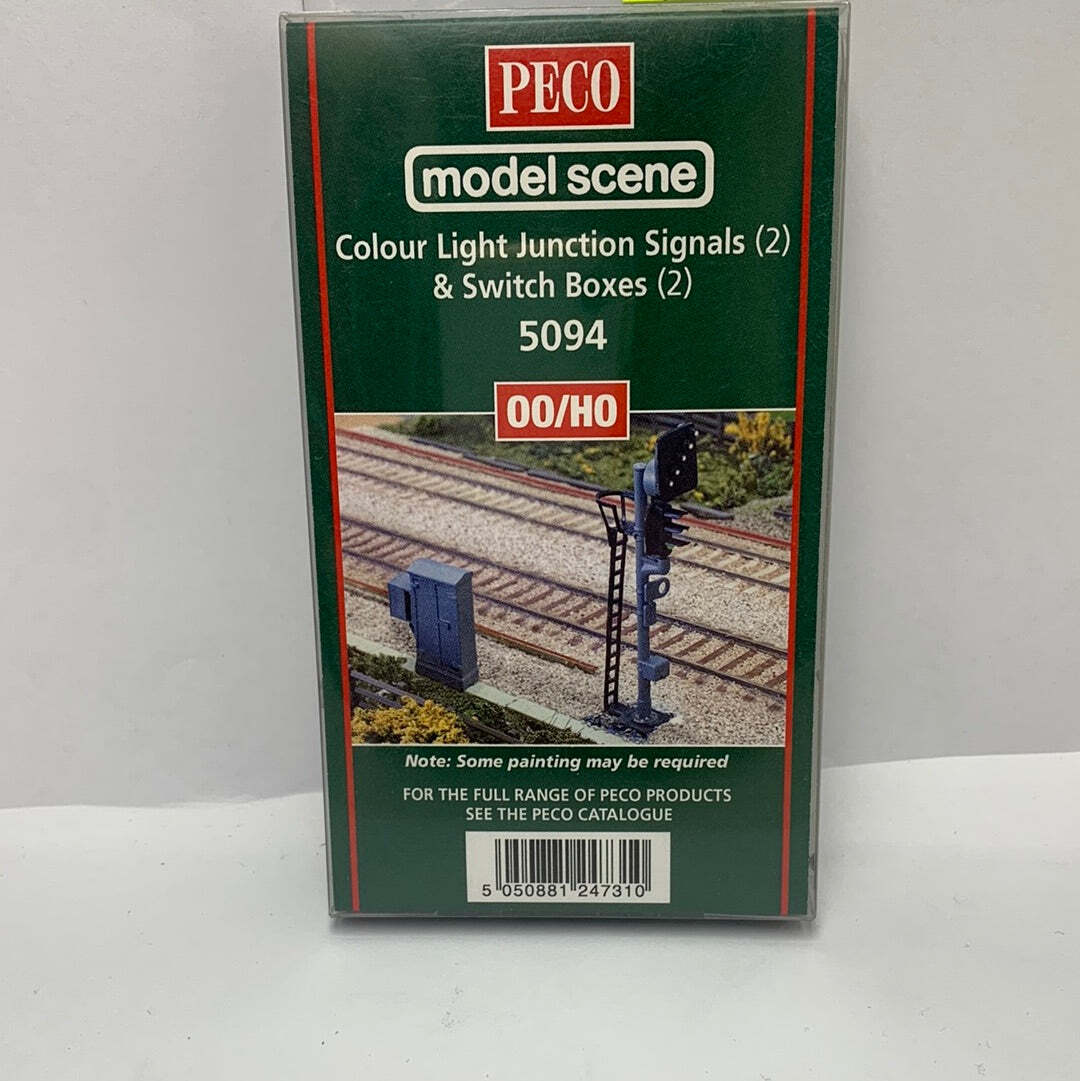 PECO
model scene
Colour Light Junction Signals (2)
& Switch Boxes (2)
5094
OO/HO
Note: Some painting may be required
FOR THE FULL RANGE OF PECO PRODUCTS
SEE THE PECO CATALOGUE
5 050881 247310